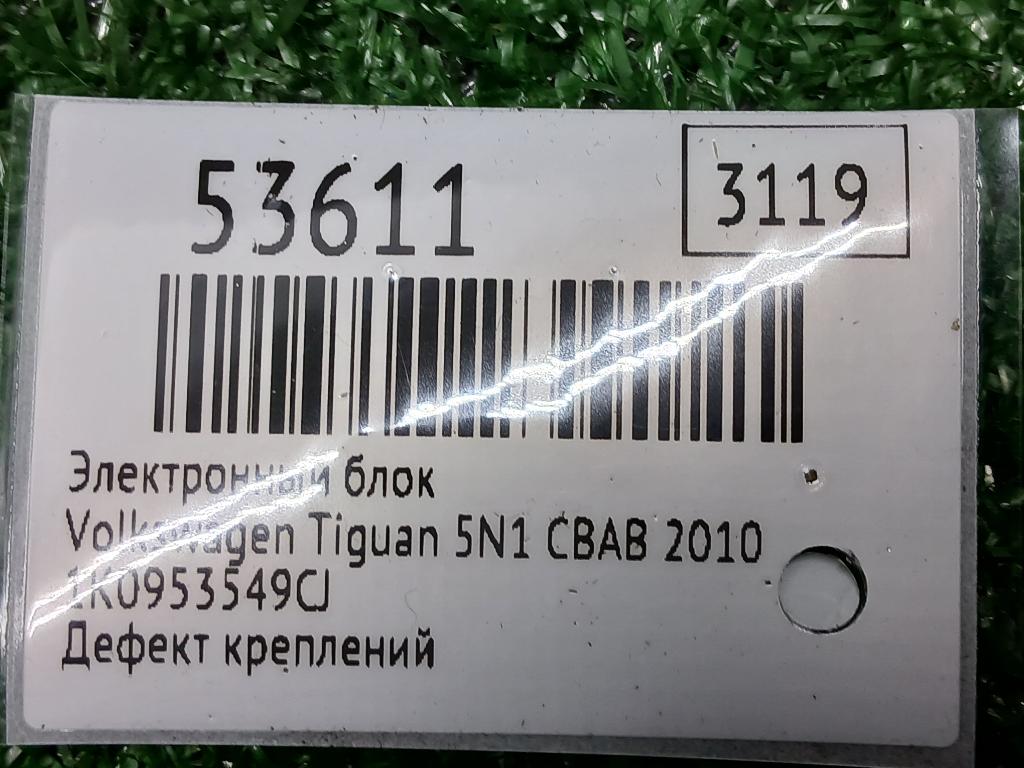 53611
3119
Электронный блок
Volkswagen Tiguan 5N1 CBAB 2010
1K0953549CJ
Дефект креплений